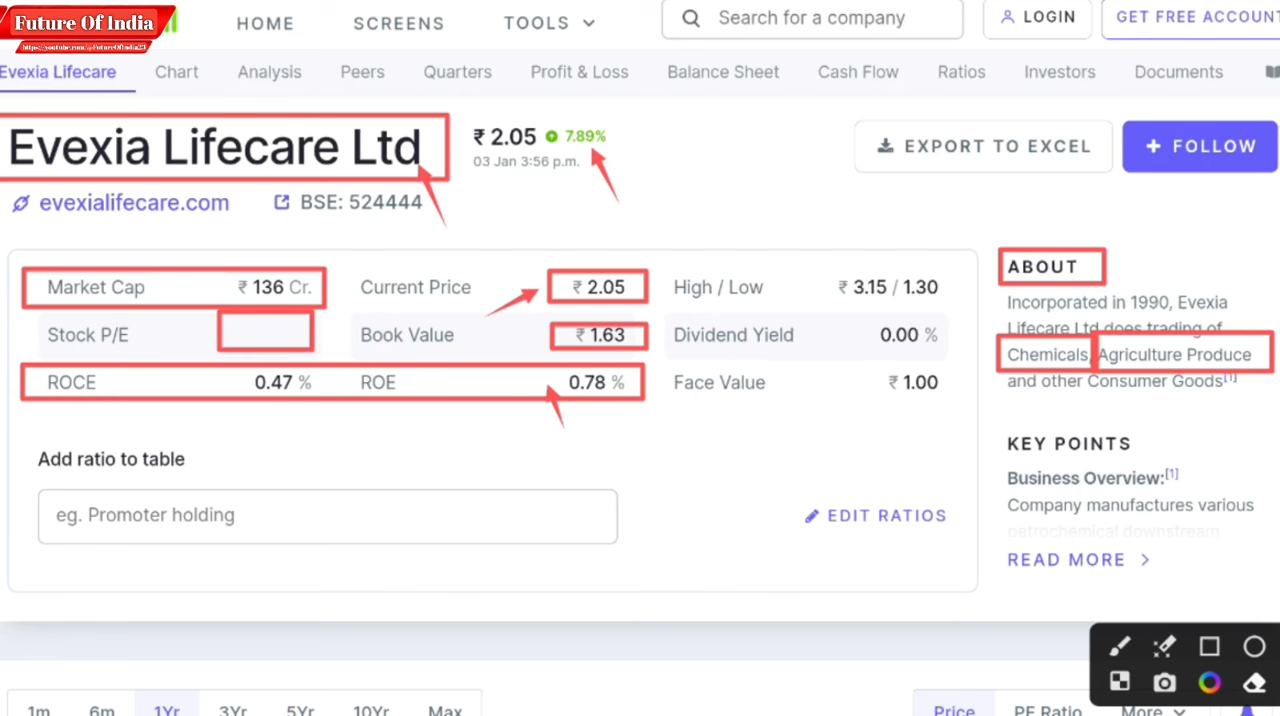 Future Of India
https://youtube.com/@FutureOfIndia23
HOME SCREENS TOOLS
Search for a company
LOGIN
GET FREE ACCOUNT
Evexia Lifecare Chart Analysis Peers Quarters Profit & Loss Balance Sheet Cash Flow Ratios Investors Documents
Evexia Lifecare Ltd
₹ 2.05 7.89%
03 Jan 3:56 p.m.
EXPORT TO EXCEL
+ FOLLOW
evexialifecare.com BSE: 524444
Market Cap ₹ 136 Cr. Current Price ₹ 2.05 High / Low ₹ 3.15 / 1.30
Stock P/E Book Value ₹ 1.63 Dividend Yield 0.00 %
ROCE 0.47 % ROE 0.78 % Face Value ₹ 1.00
Add ratio to table
eg. Promoter holding
EDIT RATIOS
ABOUT
Incorporated in 1990, Evexia
Lifecare Ltd does trading of
Chemicals, Agriculture Produce
and other Consumer Goods[1]
KEY POINTS
Business Overview:[1]
Company manufactures various
petrochemical downstream
READ MORE
1m 6m 1Yr 3Yr 5Yr 10Yr Max Price PE Ratio More